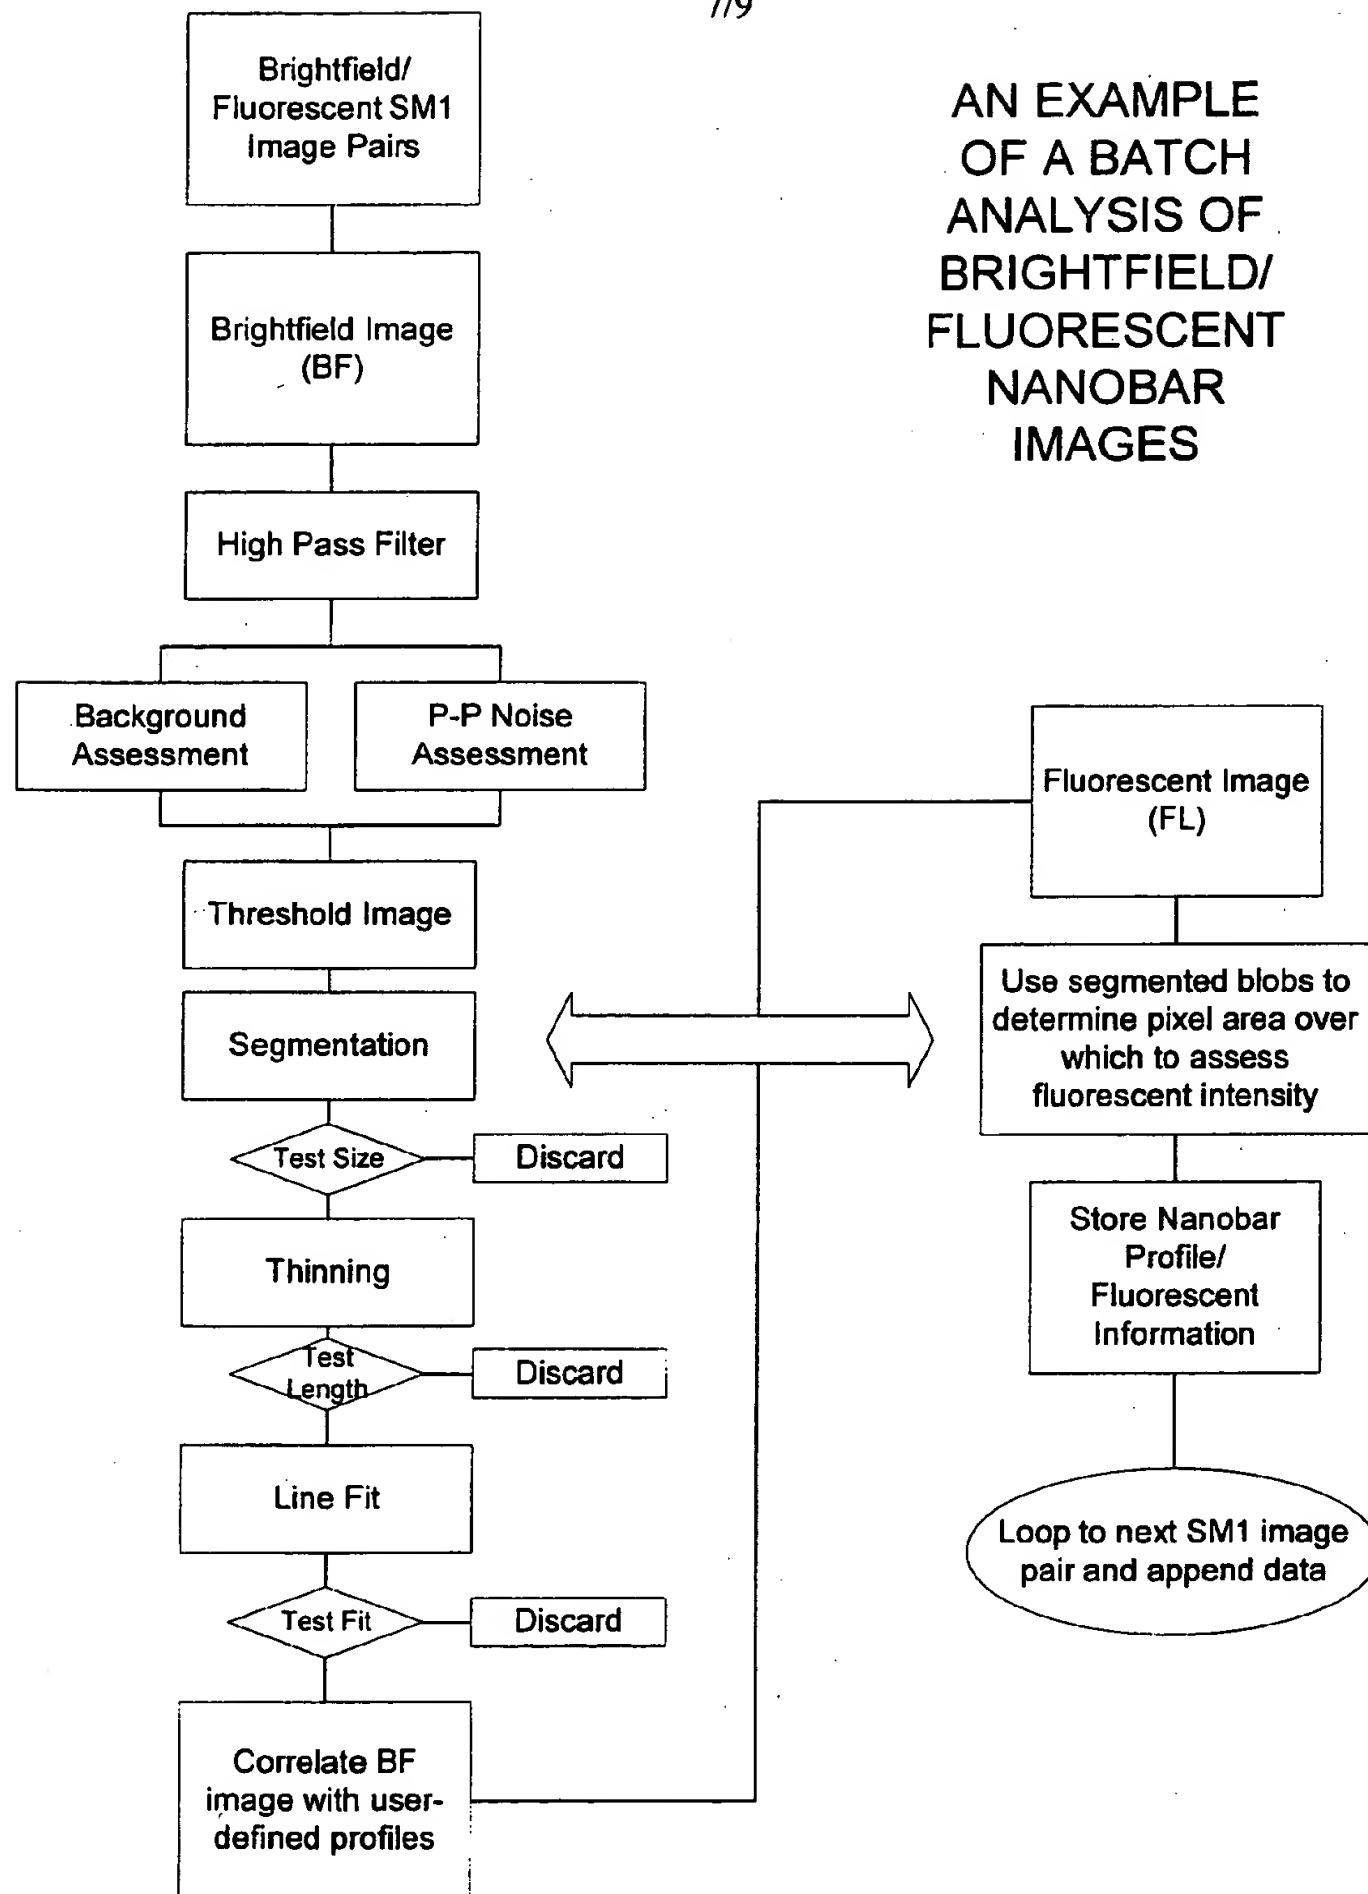 7/9
AN EXAMPLE
OF A BATCH
ANALYSIS OF
BRIGHTFIELD/
FLUORESCENT
NANOBAR
IMAGES
Brightfield/
Fluorescent SM1
Image Pairs
Brightfield Image
(BF)
High Pass Filter
Background
Assessment
P-P Noise
Assessment
Threshold Image
Segmentation
Test Size
Discard
Thinning
Test
Length
Discard
Line Fit
Test Fit
Discard
Correlate BF
image with user-
defined profiles
Fluorescent Image
(FL)
Use segmented blobs to
determine pixel area over
which to assess
fluorescent intensity
Store Nanobar
Profile/
Fluorescent
Information
Loop to next SM1 image
pair and append data